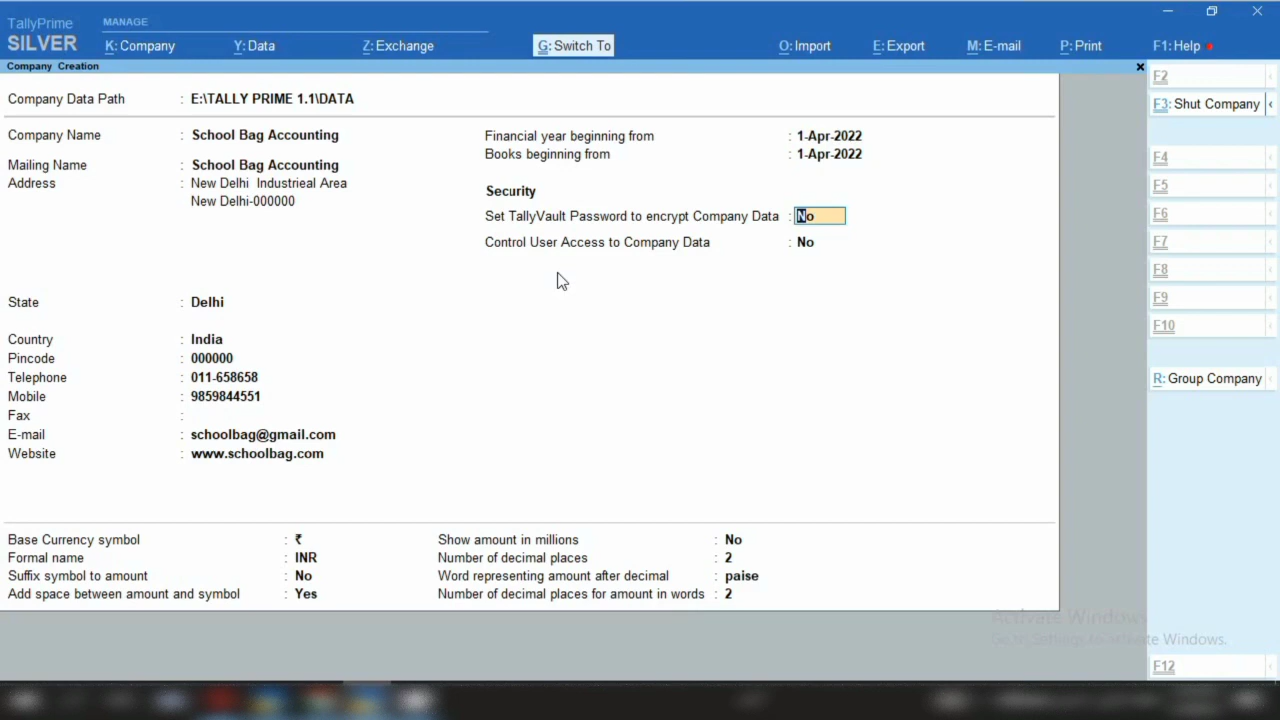 TallyPrime
SILVER
MANAGE
K: Company
Y: Data
Z: Exchange
G: Switch To
O: Import
E: Export
M: E-mail
P: Print
F1: Help
Company Creation
Company Data Path : E:\TALLY PRIME 1.1\DATA
Company Name : School Bag Accounting
Mailing Name : School Bag Accounting
Address : New Delhi Industrieal Area
New Delhi-000000
State : Delhi
Country : India
Pincode : 000000
Telephone : 011-658658
Mobile : 9859844551
Fax :
E-mail : schoolbag@gmail.com
Website : www.schoolbag.com
Financial year beginning from : 1-Apr-2022
Books beginning from : 1-Apr-2022
Security
Set TallyVault Password to encrypt Company Data : No
Control User Access to Company Data : No
Base Currency symbol : ₹
Formal name : INR
Suffix symbol to amount : No
Add space between amount and symbol : Yes
Show amount in millions : No
Number of decimal places : 2
Word representing amount after decimal : paise
Number of decimal places for amount in words : 2
F2
F3: Shut Company
F4
F5
F6
F7
F8
F9
F10
R: Group Company
Activate Windows
Go to Settings to activate Windows.
F12